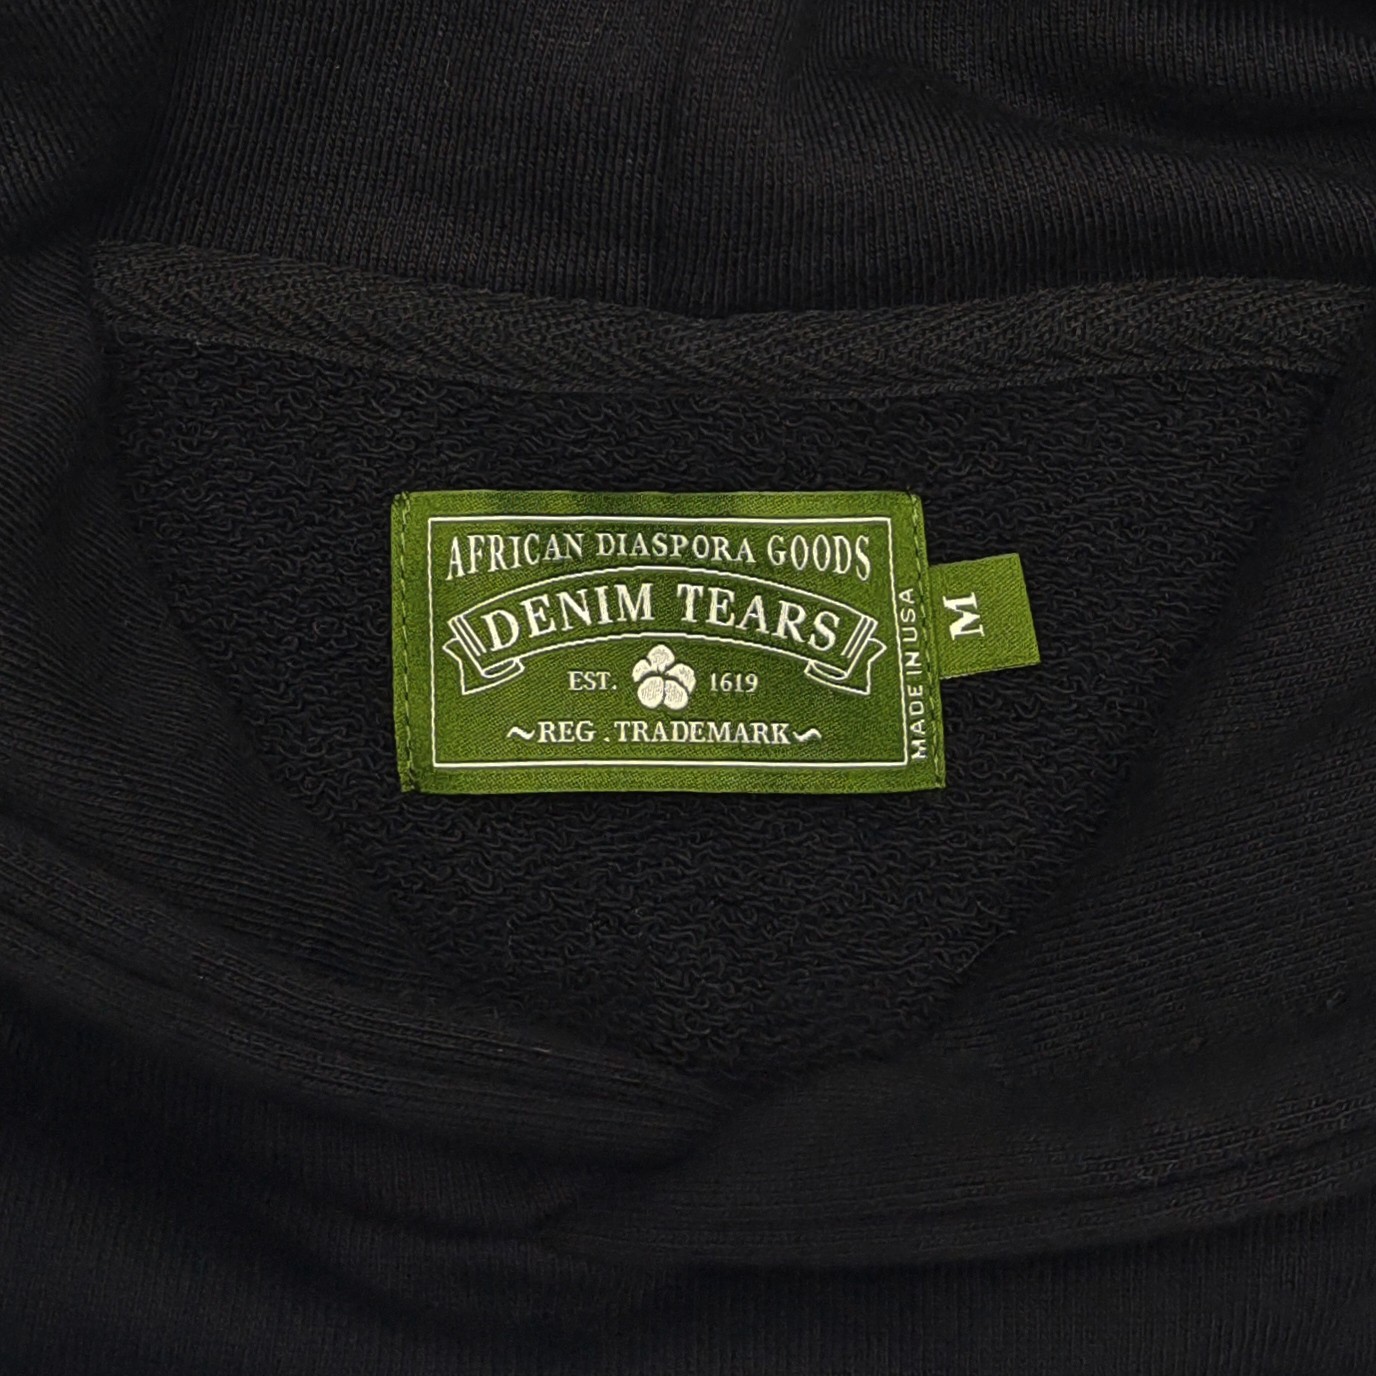 AFRICAN DIASPORA GOODS
DENIM TEARS
EST. 1619
~REG . TRADEMARK~
MADE IN USA
M